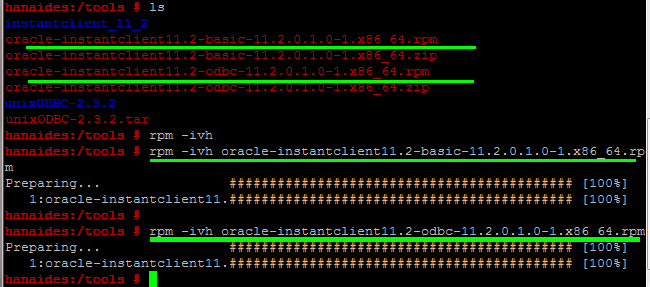 hanaides:/tools # ls
instantclient_11_2
oracle-instantclient11.2-basic-11.2.0.1.0-1.x86_64.rpm
oracle-instantclient11.2-basic-11.2.0.1.0-1.x86_64.zip
oracle-instantclient11.2-odbc-11.2.0.1.0-1.x86_64.rpm
oracle-instantclient11.2-odbc-11.2.0.1.0-1.x86_64.zip
unixODBC-2.3.2
unixODBC-2.3.2.tar
hanaides:/tools # rpm -ivh
hanaides:/tools # rpm -ivh oracle-instantclient11.2-basic-11.2.0.1.0-1.x86_64.rp
m
Preparing... ########################################### [100%]
1:oracle-instantclient11.########################################### [100%]
hanaides:/tools #
hanaides:/tools # rpm -ivh oracle-instantclient11.2-odbc-11.2.0.1.0-1.x86_64.rpm
Preparing... ########################################### [100%]
1:oracle-instantclient11.########################################### [100%]
hanaides:/tools #